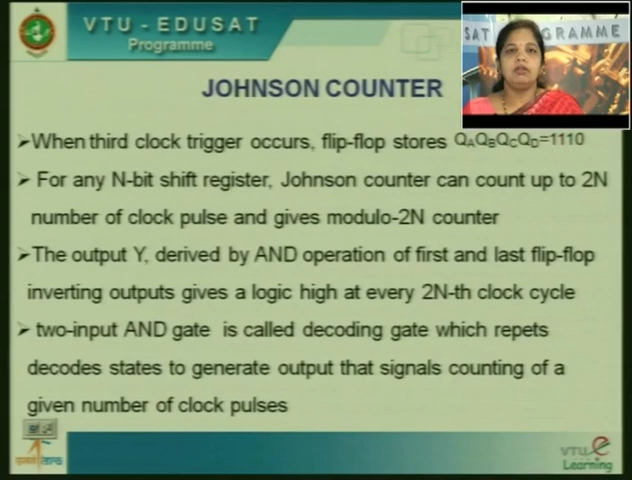 VTU - EDUSAT
Programme
SAT
GRAMME
JOHNSON COUNTER
➢When third clock trigger occurs, flip-flop stores QAQBQCQD=1110
➢ For any N-bit shift register, Johnson counter can count up to 2N
number of clock pulse and gives modulo-2N counter
➢The output Y, derived by AND operation of first and last flip-flop
inverting outputs gives a logic high at every 2N-th clock cycle
➢ two-input AND gate is called decoding gate which repets
decodes states to generate output that signals counting of a
given number of clock pulses
VTU e
Learning